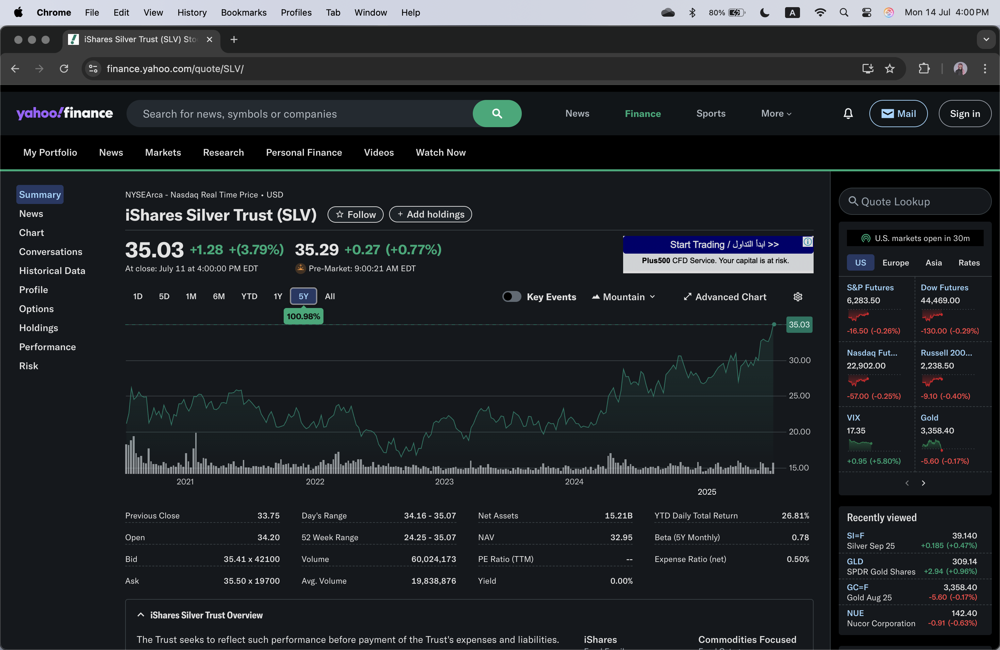 Chrome File Edit View History Bookmarks Profiles Tab Window Help 80% A Mon 14 Jul 4:00 PM
iShares Silver Trust (SLV) Sto
finance.yahoo.com/quote/SLV/
yahoo!finance Search for news, symbols or companies News Finance Sports More Mail Sign in
My Portfolio News Markets Research Personal Finance Videos Watch Now
Summary
News
Chart
Conversations
Historical Data
Profile
Options
Holdings
Performance
Risk
NYSEArca - Nasdaq Real Time Price • USD
iShares Silver Trust (SLV) Follow + Add holdings
35.03 +1.28 +(3.79%) 35.29 +0.27 (+0.77%)
At close: July 11 at 4:00:00 PM EDT Pre-Market: 9:00:21 AM EDT
Start Trading / ابدأ التداول >>
Plus500 CFD Service. Your capital is at risk.
1D 5D 1M 6M YTD 1Y 5Y All Key Events Mountain Advanced Chart
100.98%
35.03
30.00
25.00
20.00
15.00
2021 2022 2023 2024
2025
Previous Close 33.75 Day's Range 34.16 - 35.07 Net Assets 15.21B YTD Daily Total Return 26.81%
Open 34.20 52 Week Range 24.25 - 35.07 NAV 32.95 Beta (5Y Monthly) 0.78
Bid 35.41 x 42100 Volume 60,024,173 PE Ratio (TTM) -- Expense Ratio (net) 0.50%
Ask 35.50 x 19700 Avg. Volume 19,838,876 Yield 0.00%
iShares Silver Trust Overview
The Trust seeks to reflect such performance before payment of the Trust's expenses and liabilities. iShares Commodities Focused
Quote Lookup
U.S. markets open in 30m
US Europe Asia Rates
S&P Futures Dow Futures
6,283.50 44,469.00
-16.50 (-0.26%) -130.00 (-0.29%)
Nasdaq Fut... Russell 200...
22,902.00 2,238.50
-57.00 (-0.25%) -9.10 (-0.40%)
VIX Gold
17.35 3,358.40
+0.95 (+5.80%) -5.60 (-0.17%)
Recently viewed
SI=F 39.140
Silver Sep 25 +0.185 (+0.47%)
GLD 309.14
SPDR Gold Shares +2.94 (+0.96%)
GC=F 3,358.40
Gold Aug 25 -5.60 (-0.17%)
NUE 142.40
Nucor Corporation -0.91 (-0.63%)